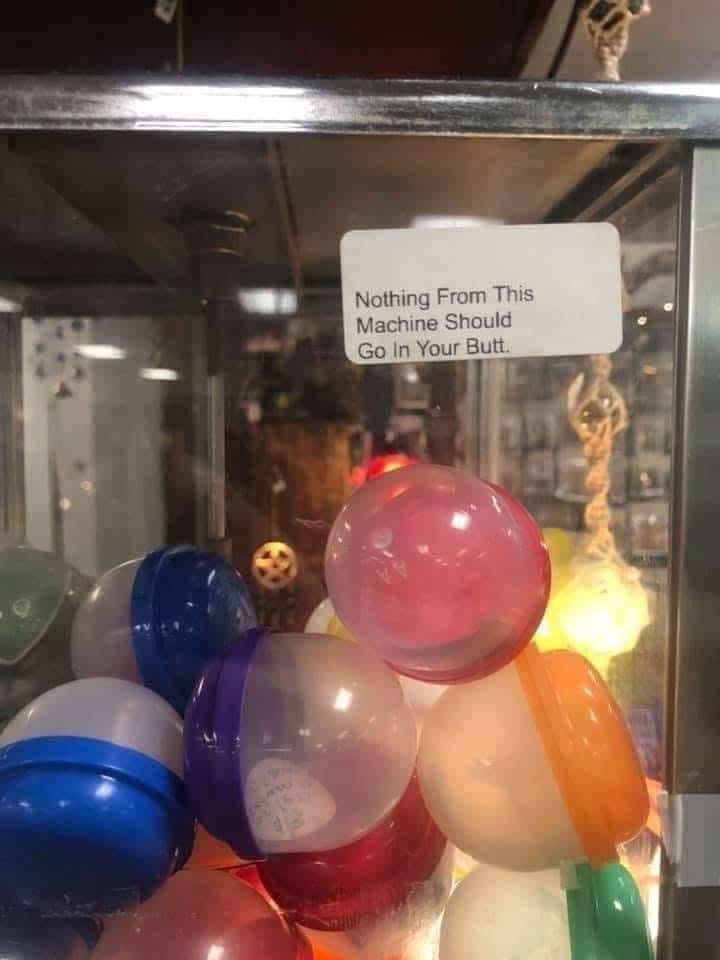 Nothing From This
Machine Should
Go In Your Butt.